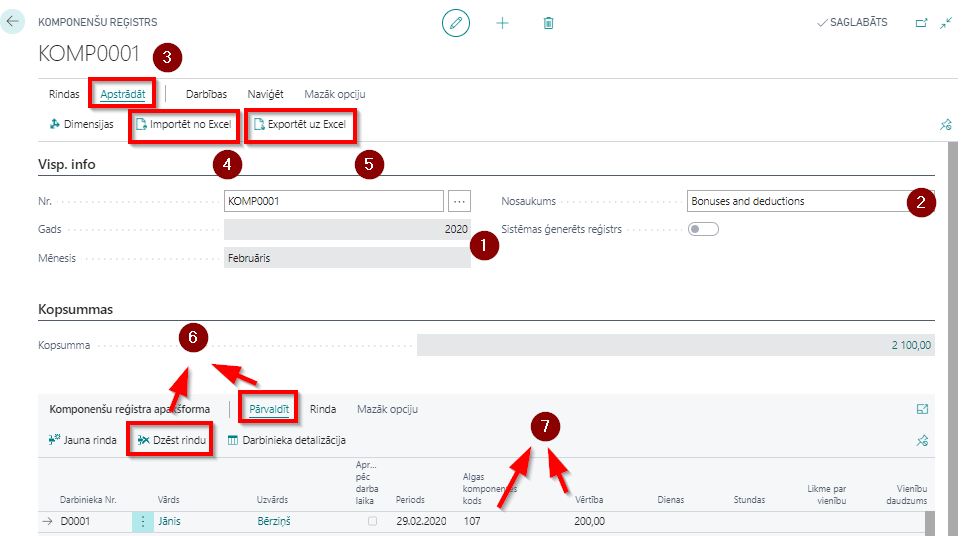 KOMPONENŠU REĢISTRS
SAGLABĀTS
KOMP0001
3
Rindas Apstrādāt Darbības Naviģēt Mazāk opciju
Dimensijas Importēt no Excel Exportēt uz Excel
4 5
Visp. info
Nr. KOMP0001 ... Nosaukums Bonuses and deductions 2
Gads 2020 Sistēmas ģenerēts reģistrs
1
Mēnesis Februāris
Kopsummas
6
Kopsumma 2 100,00
Komponenšu reģistra apakšforma Pārvaldīt Rinda Mazāk opciju
7
Jauna rinda Dzēst rindu Darbinieka detalizācija
Apr...
pēc Algas
darba komponentes Likme par Vienību
Darbinieka Nr. Vārds Uzvārds laika Periods kods Vērtība Dienas Stundas vienību daudzums
D0001 Jānis Bērziņš 29.02.2020 107 200,00